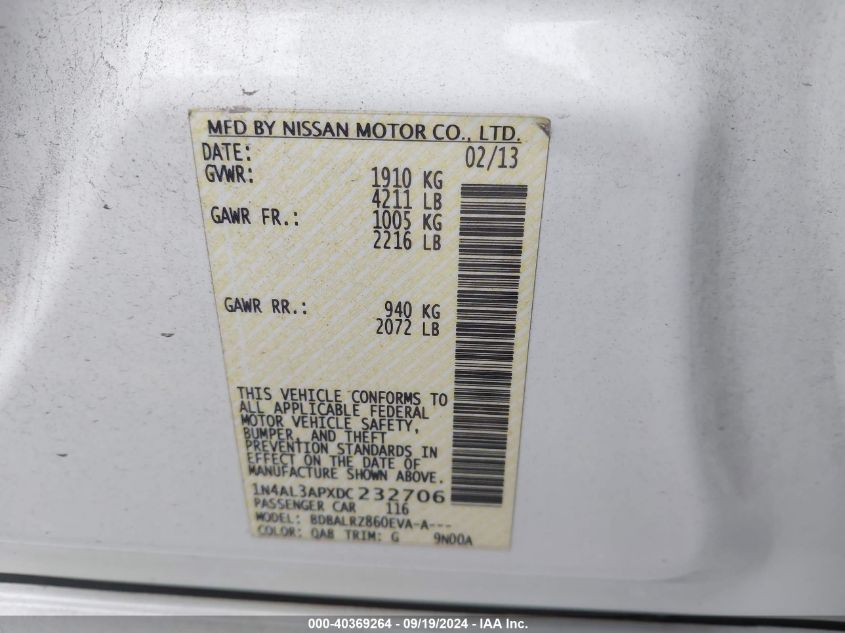 MFD BY NISSAN MOTOR CO., LTD.
DATE: 02/13
GVWR: 1910 KG
4211 LB
GAWR FR.: 1005 KG
2216 LB
GAWR RR.: 940 KG
2072 LB
THIS VEHICLE CONFORMS TO
ALL APPLICABLE FEDERAL
MOTOR VEHICLE SAFETY,
BUMPER, AND THEFT
PREVENTION STANDARDS IN
EFFECT ON THE DATE OF
MANUFACTURE SHOWN ABOVE.
1N4AL3APXDC232706
PASSENGER CAR 116
MODEL: BDBALRZ860EVA-A---
COLOR: QAB TRIM: G 9N00A
000-40369264 - 09/19/2024 - IAA Inc.